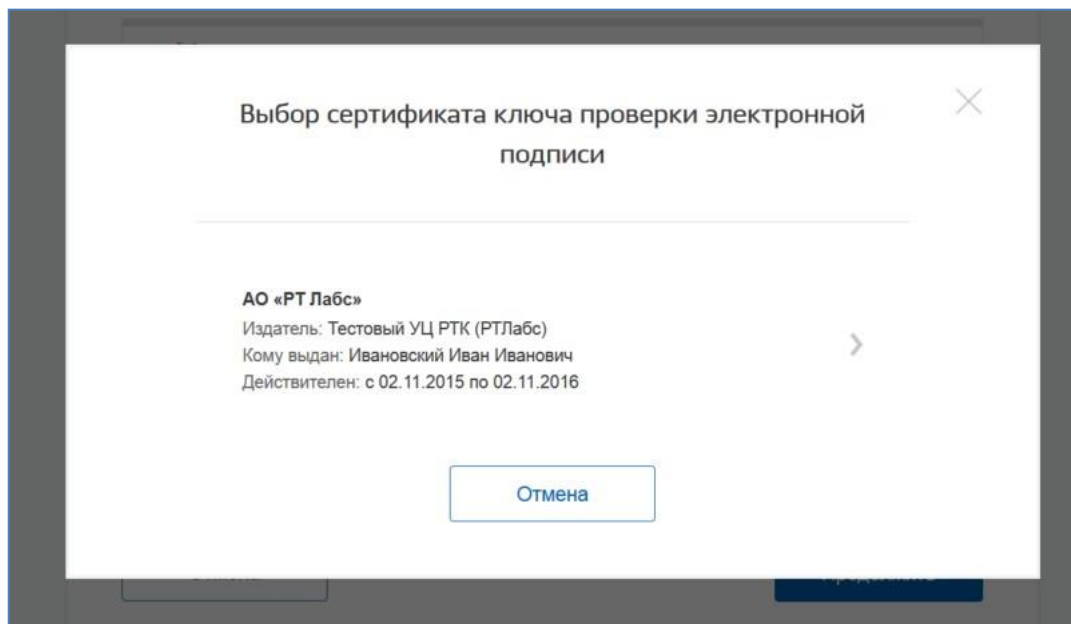 Выбор сертификата ключа проверки электронной
подписи
АО «РТ Лабс»
Издатель: Тестовый УЦ РТК (РТЛабс)
Кому выдан: Ивановский Иван Иванович
Действителен: с 02.11.2015 по 02.11.2016
Отмена